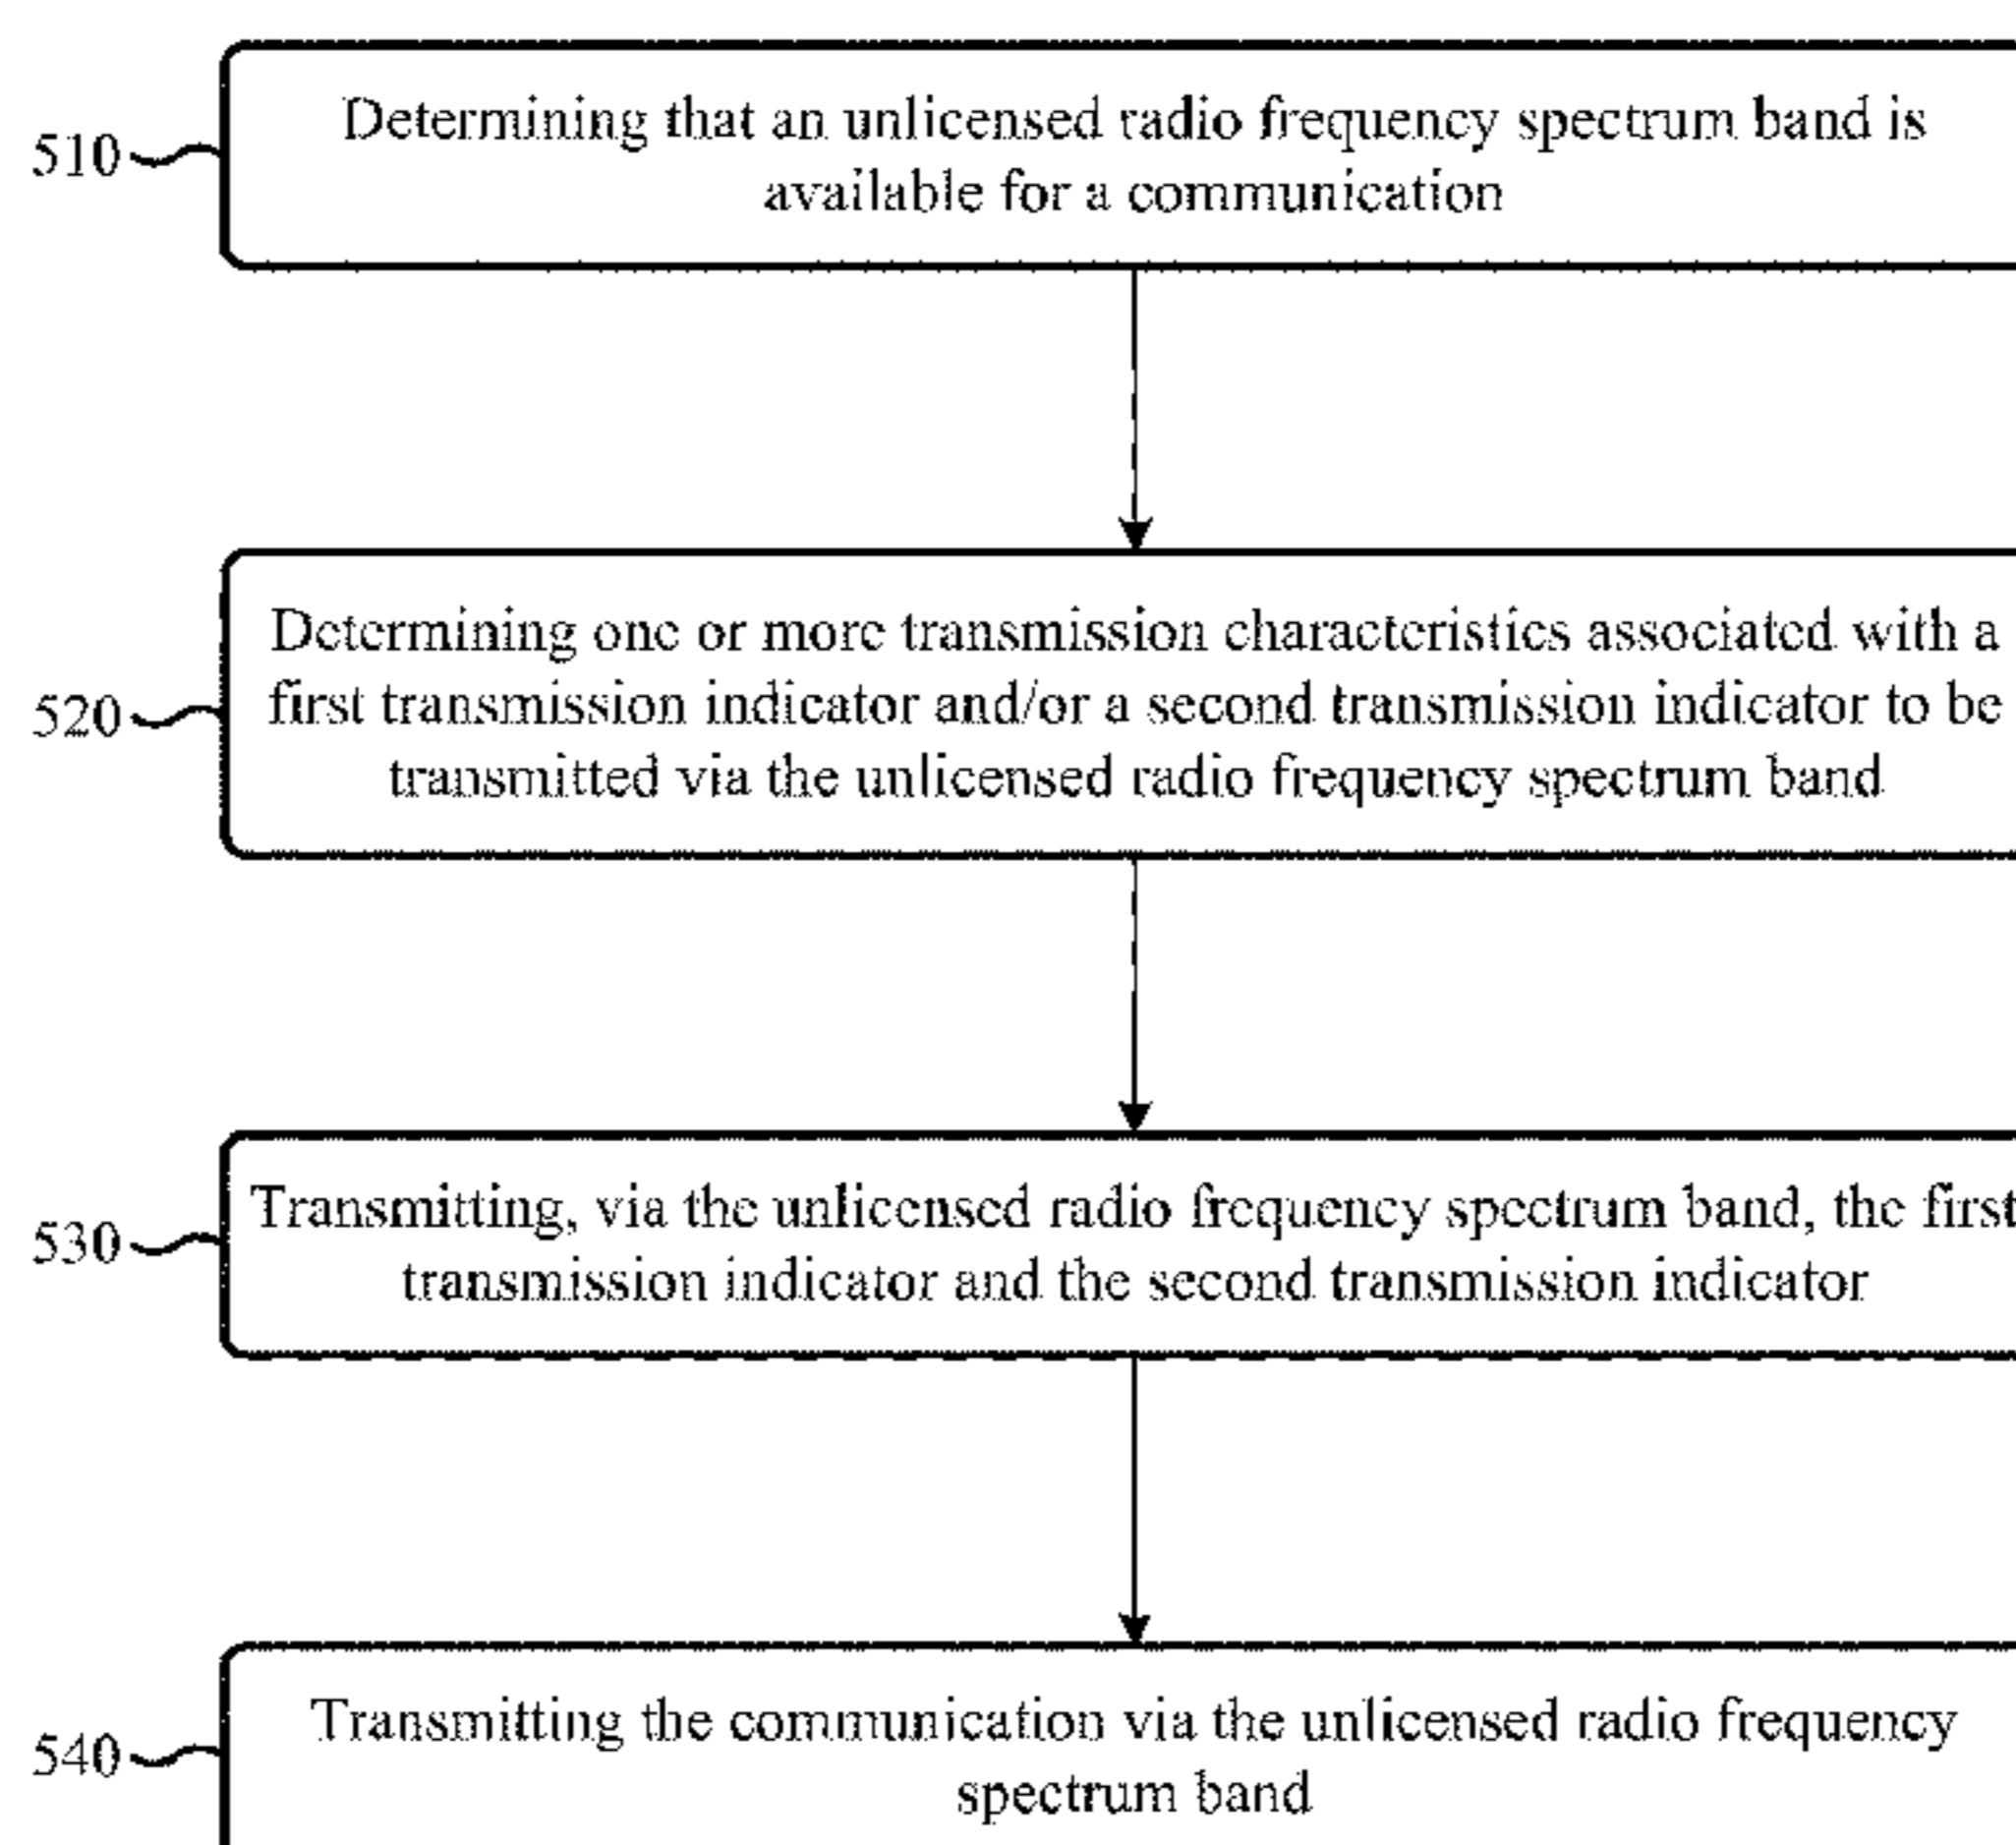 Determining that an unlicensed radio frequency spectrum band is
510
available for a communication
Determining one or more transmission characteristics associated with a
520
first transmission indicator and/or a second transmission indicator to be
transmitted via the unlicensed radio frequency spectrum band
Transmitting, via the unlicensed radio frequency spectrum band, the first
530
transmission indicator and the second transmission indicator
Transmitting the communication via the unlicensed radio frequency
540
spectrum band